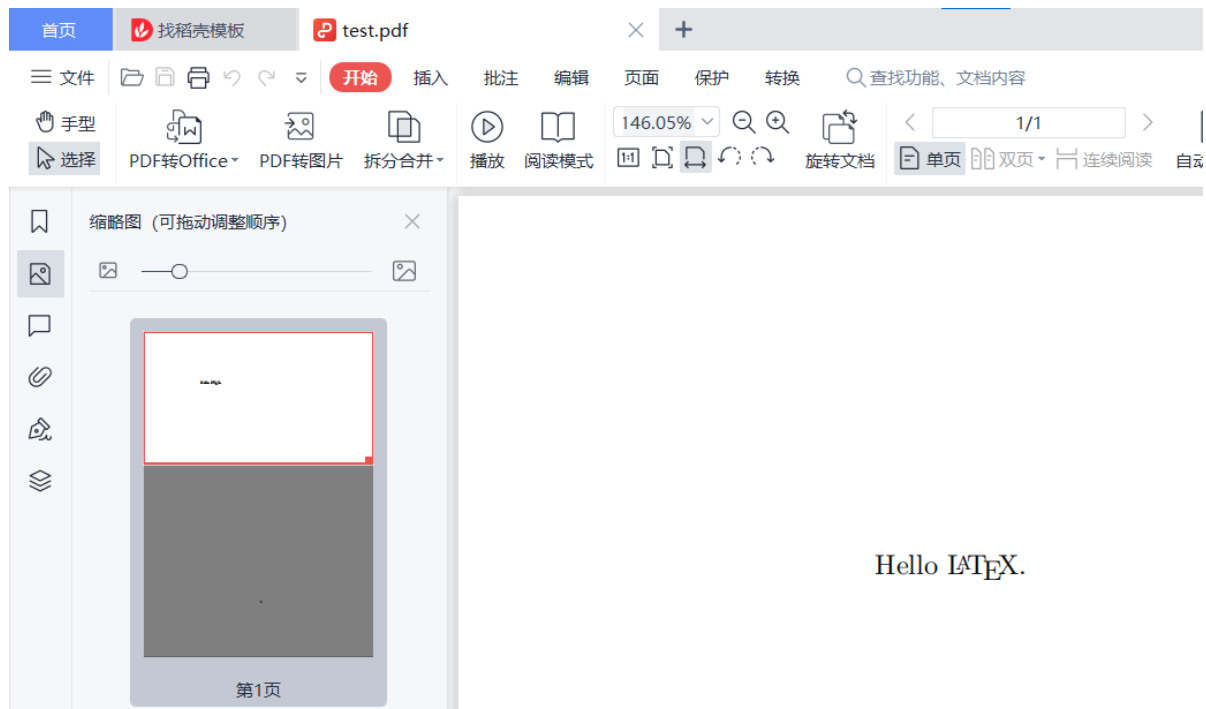 首页 找稻壳模板 test.pdf
文件 开始 插入 批注 编辑 页面 保护 转换 查找功能、文档内容
手型 146.05% 1/1
选择 PDF转Office PDF转图片 拆分合并 播放 阅读模式 1:1 旋转文档 单页 双页 连续阅读
缩略图（可拖动调整顺序）
Hello LATEX.
第1页